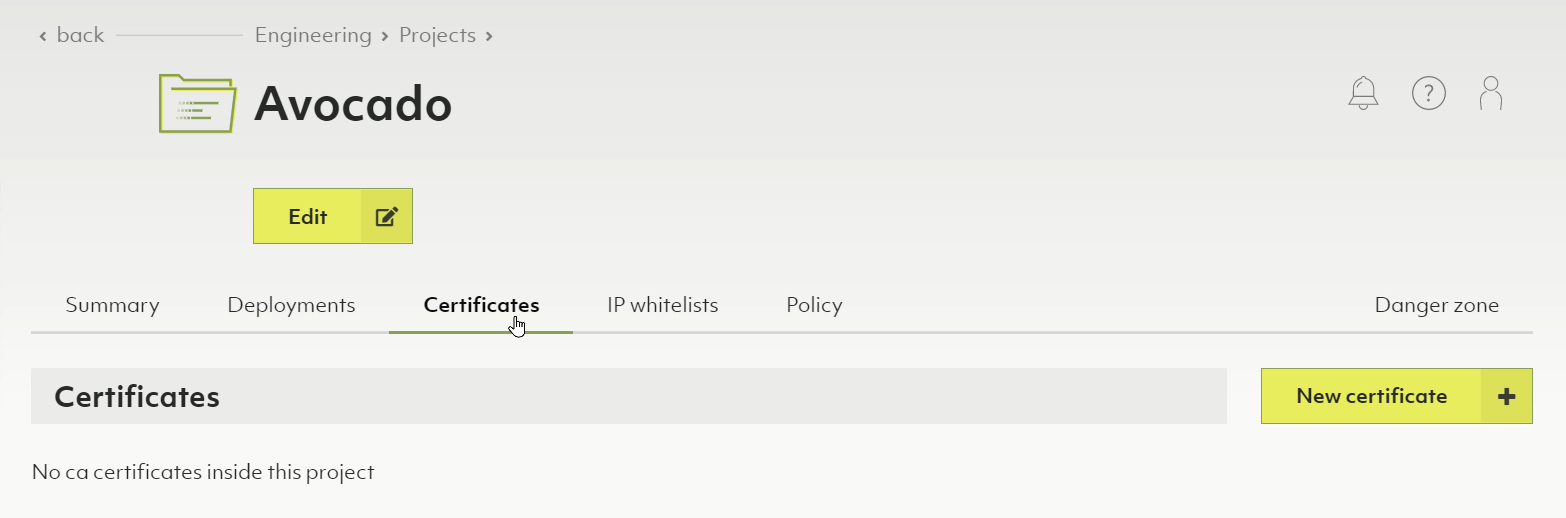 ‹ back Engineering › Projects ›
Avocado
?
Edit
Summary Deployments Certificates IP whitelists Policy Danger zone
Certificates New certificate +
No ca certificates inside this project